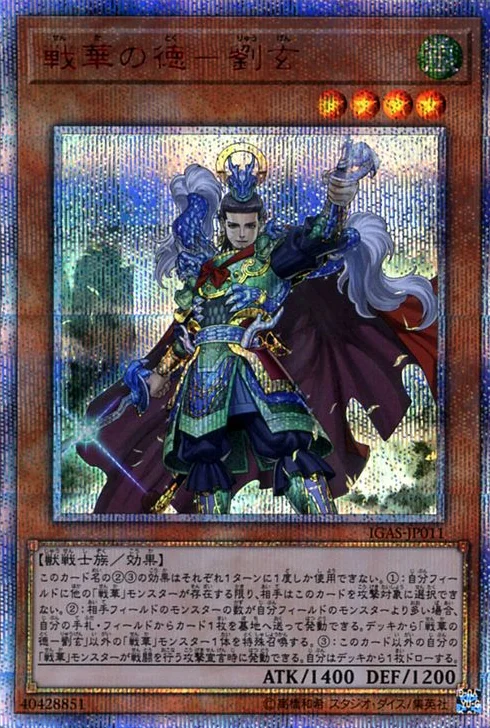 戦華の徳－劉玄
IGAS-JP011
【獣戦士族／効果】
このカード名の②③の効果はそれぞれ1ターンに1度しか使用できない。①：自分フィー
ルドに他の「戦華」モンスターが存在する限り、相手はこのカードを攻撃対象に選択でき
ない。②：相手フィールドのモンスターの数が自分フィールのモンスターより多い場合、
自分の手札・フィールドからカード1枚を墓地へ送って発動できる。デッキから「戦華の
徳－劉玄」以外の「戦華」モンスター1体を特殊召喚する。③：このカード以外の自分の
「戦華」モンスターが戦闘を行う攻撃宣言時に発動できる。自分はデッキから1枚ドローする。
ATK/1400 DEF/1200
40428851 ©高橋和希 スタジオ・ダイス/集英社